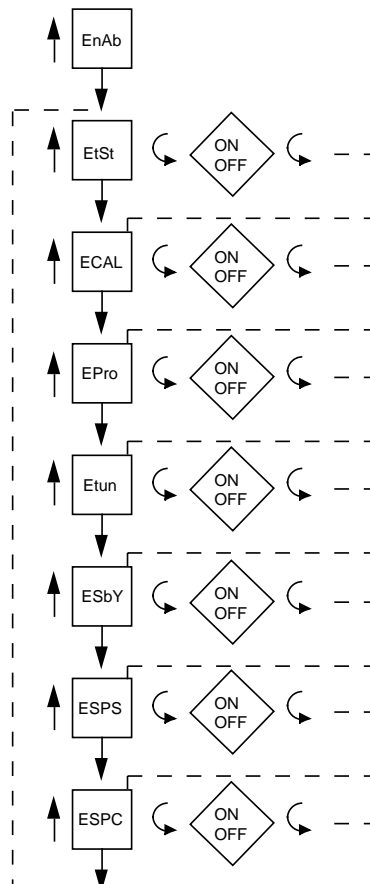 EnAb
EtSt
ON
OFF
ECAL
ON
OFF
EPro
ON
OFF
Etun
ON
OFF
ESbY
ON
OFF
ESPS
ON
OFF
ESPC
ON
OFF